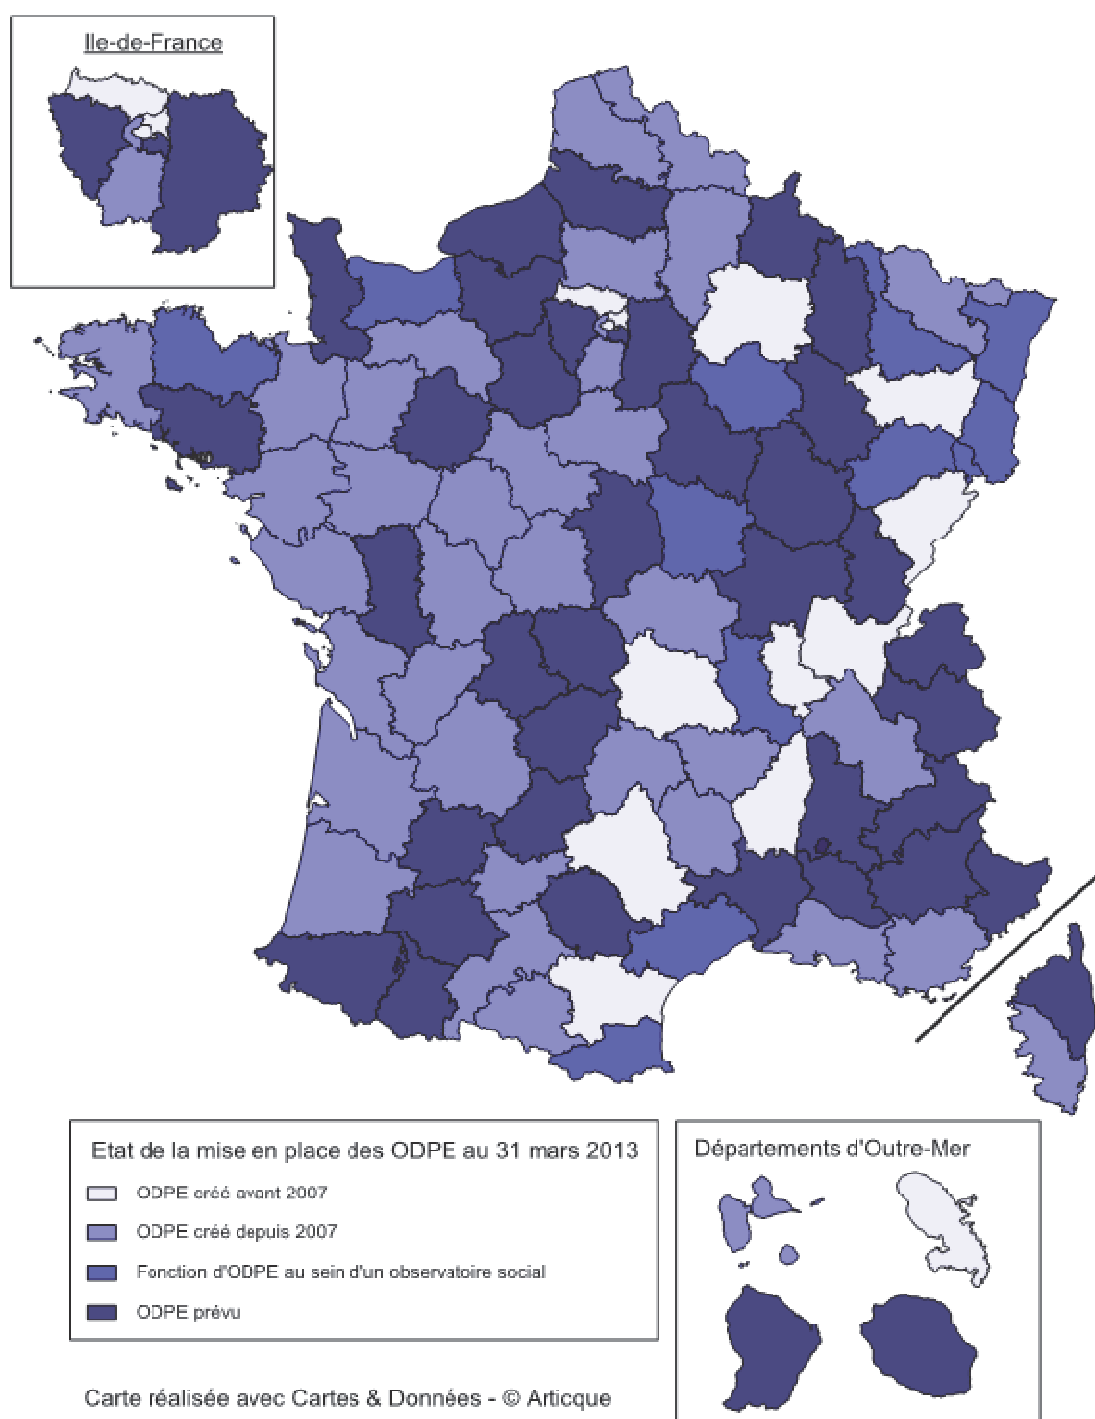 Ile-de-France
Etat de la mise en place des ODPE au 31 mars 2013
ODPE créé avant 2007
ODPE créé depuis 2007
Fonction d'ODPE au sein d'un observatoire social
ODPE prévu
Départements d'Outre-Mer
Carte réalisée avec Cartes & Données - © Articque